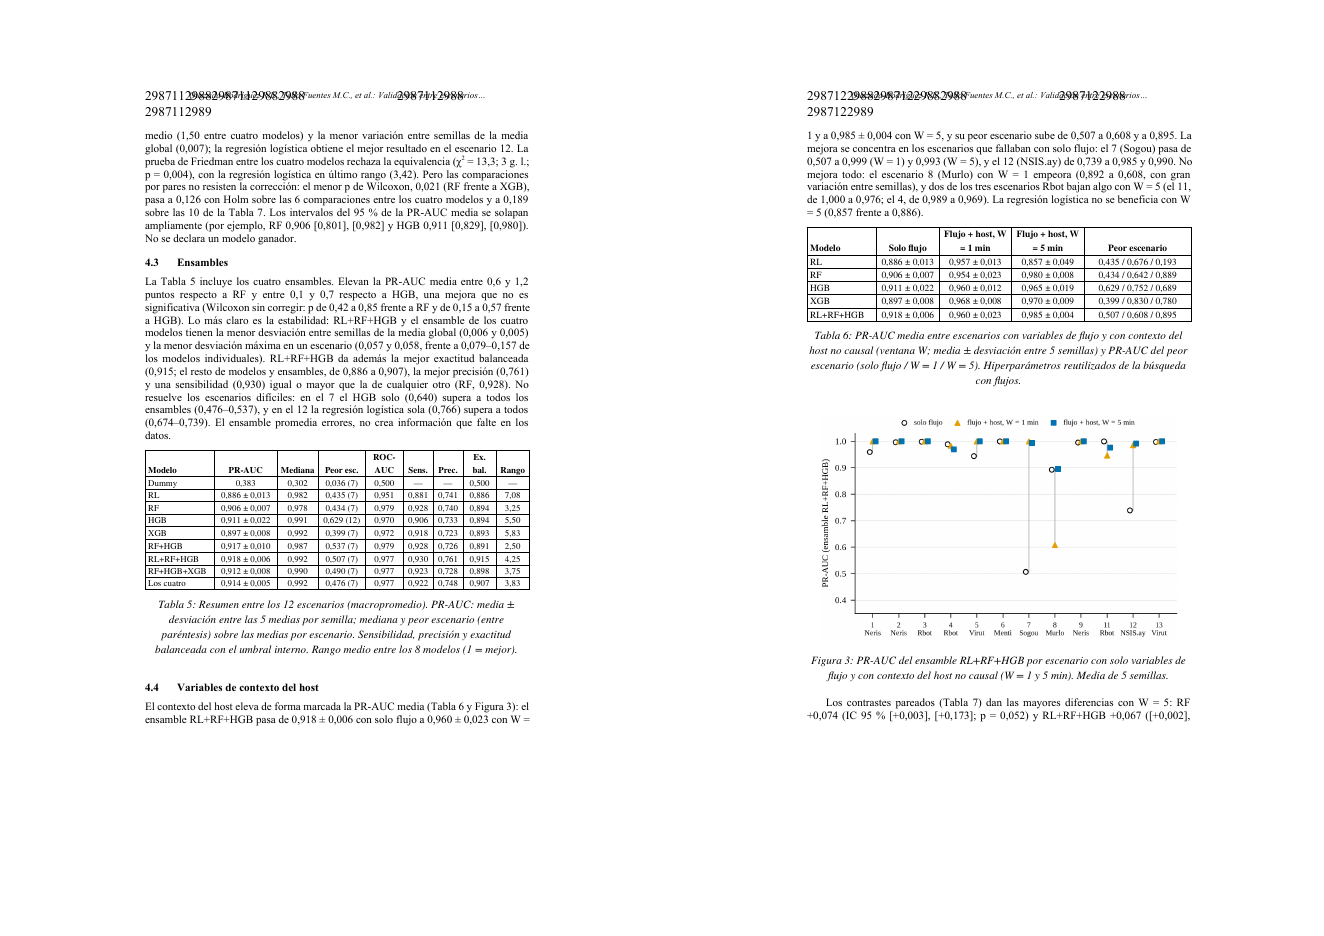 2987112988
2987112988
2987112989
Fuentes M.C., et al.:
medio (1,50 entre cuatro modelos) y la menor variación entre semillas de la media
global (0,007); la regresión logística obtiene el mejor resultado en el escenario 12. La
prueba de Friedman entre los cuatro modelos rechaza la equivalencia (χ² = 13,3; 3 g. l.;
p = 0,004), con la regresión logística en último rango (3,42). Pero las comparaciones
por pares no resisten la corrección: el menor p de Wilcoxon, 0,021 (RF frente a XGB),
pasa a 0,126 con Holm sobre las 6 comparaciones entre los cuatro modelos y a 0,189
sobre las 10 de la Tabla 7. Los intervalos del 95 % de la PR-AUC media se solapan
ampliamente (por ejemplo, RF 0,906 [0,801], [0,982] y HGB 0,911 [0,829], [0,980]).
No se declara un modelo ganador.
4.3 Ensambles
La Tabla 5 incluye los cuatro ensambles. Elevan la PR-AUC media entre 0,6 y 1,2
puntos respecto a RF y entre 0,1 y 0,7 respecto a HGB, una mejora que no es
significativa (Wilcoxon sin corregir: p de 0,42 a 0,85 frente a RF y de 0,15 a 0,57 frente
a HGB). Lo más claro es la estabilidad: RL+RF+HGB y el ensamble de los cuatro
modelos tienen la menor desviación entre semillas de la media global (0,006 y 0,005)
y la menor desviación máxima en un escenario (0,057 y 0,058, frente a 0,079–0,157 de
los modelos individuales). RL+RF+HGB da además la mejor exactitud balanceada
(0,915; el resto de modelos y ensambles, de 0,886 a 0,907), la mejor precisión (0,761)
y una sensibilidad (0,930) igual o mayor que la de cualquier otro (RF, 0,928). No
resuelve los escenarios difíciles: en el 7 el HGB solo (0,640) supera a todos los
ensambles (0,476–0,537), y en el 12 la regresión logística sola (0,766) supera a todos
(0,674–0,739). El ensamble promedia errores, no crea información que falte en los
datos.
Modelo PR-AUC Mediana Peor esc. ROC-AUC Sens. Prec. Ex. bal. Rango
Dummy 0,383 0,302 0,036 (7) 0,500 — — 0,500 —
RL 0,886 ± 0,013 0,982 0,435 (7) 0,951 0,881 0,741 0,886 7,08
RF 0,906 ± 0,007 0,978 0,434 (7) 0,979 0,928 0,740 0,894 3,25
HGB 0,911 ± 0,022 0,991 0,629 (12) 0,970 0,906 0,733 0,894 5,50
XGB 0,897 ± 0,008 0,992 0,399 (7) 0,972 0,918 0,723 0,893 5,83
RF+HGB 0,917 ± 0,010 0,987 0,537 (7) 0,979 0,928 0,726 0,891 2,50
RL+RF+HGB 0,918 ± 0,006 0,992 0,507 (7) 0,977 0,930 0,761 0,915 4,25
RF+HGB+XGB 0,912 ± 0,008 0,990 0,490 (7) 0,977 0,923 0,728 0,898 3,75
Los cuatro 0,914 ± 0,005 0,992 0,476 (7) 0,977 0,922 0,748 0,907 3,83
Tabla 5: Resumen entre los 12 escenarios (macropromedio). PR-AUC: media ±
desviación entre las 5 medias por semilla; mediana y peor escenario (entre
paréntesis) sobre las medias por escenario. Sensibilidad, precisión y exactitud
balanceada con el umbral interno. Rango medio entre los 8 modelos (1 = mejor).
4.4 Variables de contexto del host
El contexto del host eleva de forma marcada la PR-AUC media (Tabla 6 y Figura 3): el
ensamble RL+RF+HGB pasa de 0,918 ± 0,006 con solo flujo a 0,960 ± 0,023 con W =
2987122988
2987122988
2987122989
Fuentes M.C., et al.:
1 y a 0,985 ± 0,004 con W = 5, y su peor escenario sube de 0,507 a 0,608 y a 0,895. La
mejora se concentra en los escenarios que fallaban con solo flujo: el 7 (Sogou) pasa de
0,507 a 0,999 (W = 1) y 0,993 (W = 5), y el 12 (NSIS.ay) de 0,739 a 0,985 y 0,990. No
mejora todo: el escenario 8 (Murlo) con W = 1 empeora (0,892 a 0,608, con gran
variación entre semillas), y dos de los tres escenarios Rbot bajan algo con W = 5 (el 11,
de 1,000 a 0,976; el 4, de 0,989 a 0,969). La regresión logística no se beneficia con W
= 5 (0,857 frente a 0,886).
Modelo Solo flujo Flujo + host, W = 1 min Flujo + host, W = 5 min Peor escenario
RL 0,886 ± 0,013 0,957 ± 0,013 0,857 ± 0,049 0,435 / 0,676 / 0,193
RF 0,906 ± 0,007 0,954 ± 0,023 0,980 ± 0,008 0,434 / 0,642 / 0,889
HGB 0,911 ± 0,022 0,960 ± 0,012 0,965 ± 0,019 0,629 / 0,752 / 0,689
XGB 0,897 ± 0,008 0,968 ± 0,008 0,970 ± 0,009 0,399 / 0,830 / 0,780
RL+RF+HGB 0,918 ± 0,006 0,960 ± 0,023 0,985 ± 0,004 0,507 / 0,608 / 0,895
Tabla 6: PR-AUC media entre escenarios con variables de flujo y con contexto del
host no causal (ventana W; media ± desviación entre 5 semillas) y PR-AUC del peor
escenario (solo flujo / W = 1 / W = 5). Hiperparámetros reutilizados de la búsqueda
con flujos.
solo flujo flujo + host, W = 1 min flujo + host, W = 5 min
PR-AUC (ensamble RL+RF+HGB)
1.0
0.9
0.8
0.7
0.6
0.5
0.4
1 2 3 4 5 6 7 8 9 11 12 13
Neris Neris Rbot Rbot Virut Menti Sogou Murlo Neris Rbot NSIS.ay Virut
Figura 3: PR-AUC del ensamble RL+RF+HGB por escenario con solo variables de
flujo y con contexto del host no causal (W = 1 y 5 min). Media de 5 semillas.
Los contrastes pareados (Tabla 7) dan las mayores diferencias con W = 5: RF
+0,074 (IC 95 % [+0,003], [+0,173]; p = 0,052) y RL+RF+HGB +0,067 ([+0,002],